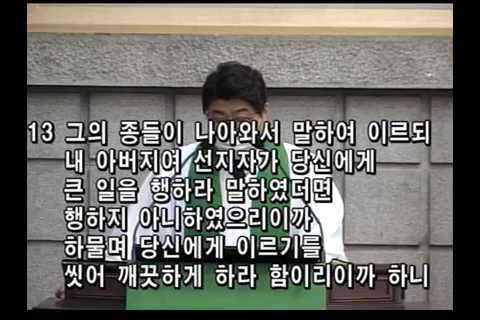 13 그의 종들이 나아와서 말하여 이르되
내 아버지여 선지자가 당신에게
큰 일을 행하라 말하였더면
행하지 아니하였으리이까
하물며 당신에게 이르기를
씻어 깨끗하게 하라 함이리이까 하니